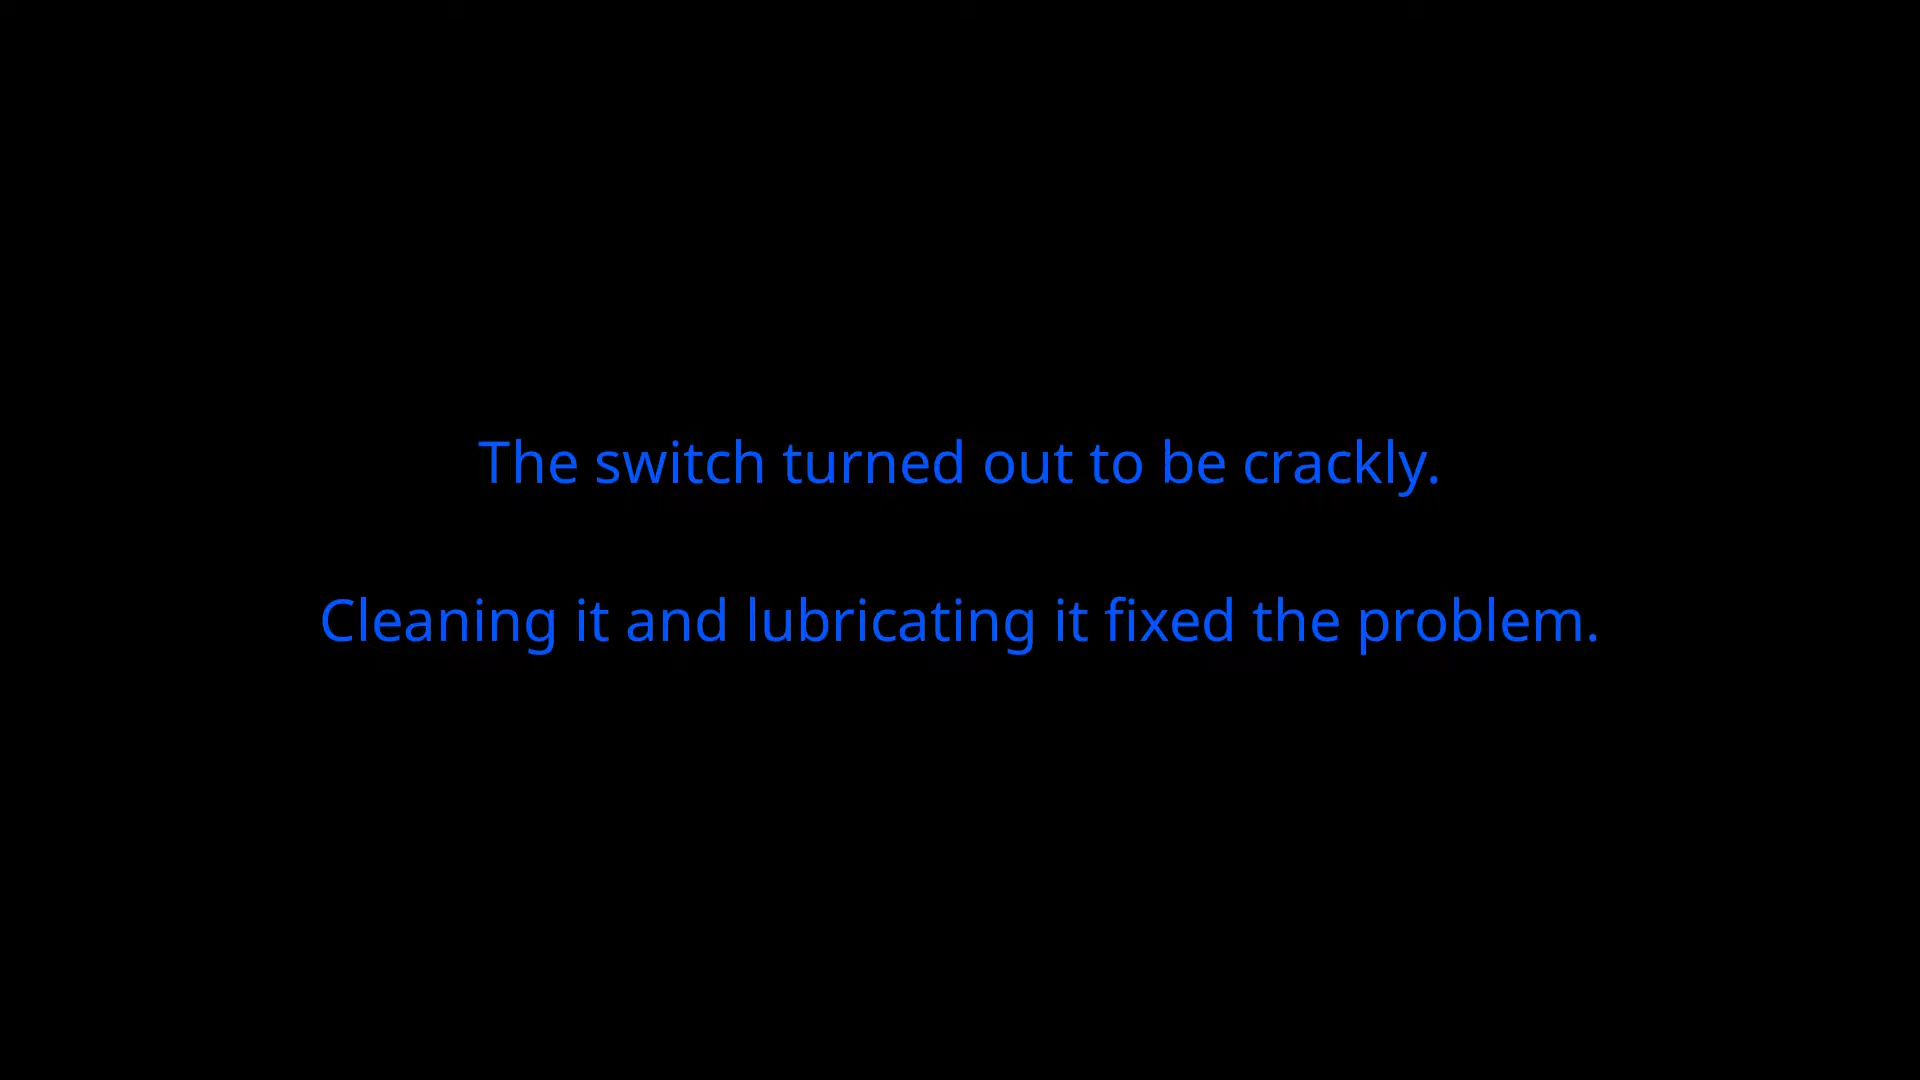 The switch turned out to be crackly.
Cleaning it and lubricating it fixed the problem.